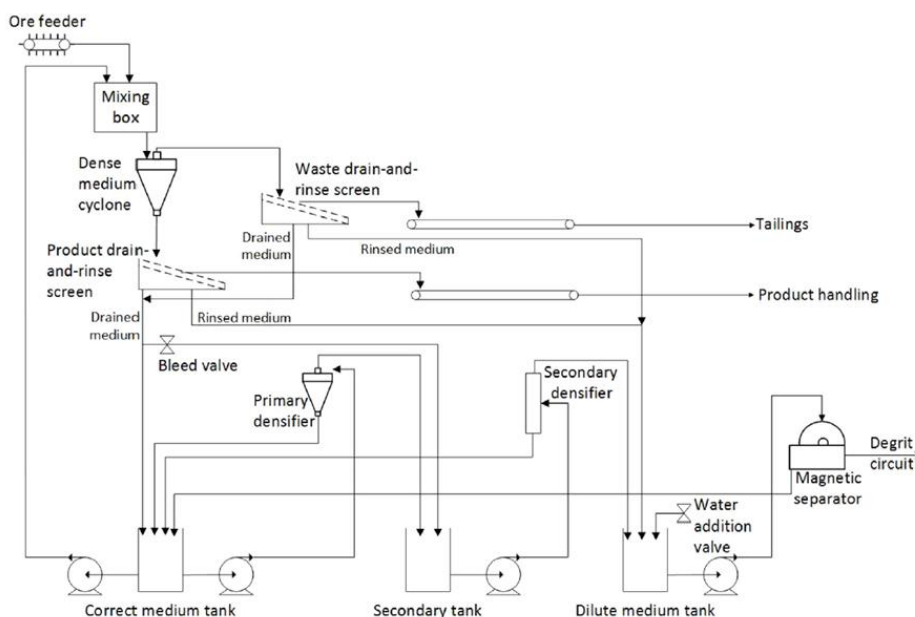 Ore feeder
Mixing
box
Dense
medium
cyclone
Waste drain-and-
rinse screen
Drained
medium
Rinsed medium
Tailings
Product drain-
and-rinse
screen
Drained
medium
Rinsed medium
Product handling
Bleed valve
Primary
densifier
Secondary
densifier
Degrit
circuit
Magnetic
separator
Water
addition
valve
Correct medium tank
Secondary tank
Dilute medium tank